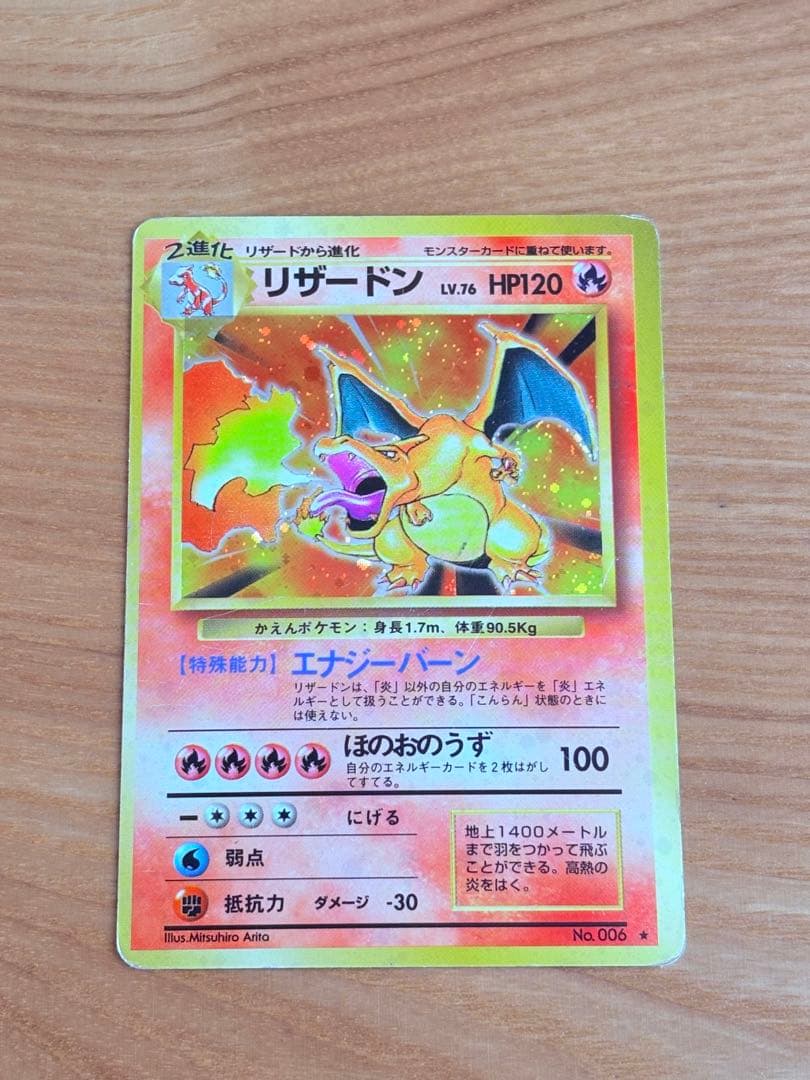 2進化 リザードから進化 モンスターカードに重ねて使います。
リザードン LV.76 HP120
かえんポケモン：身長1.7m、体重90.5Kg
【特殊能力】エナジーバーン
リザードンは、「炎」以外の自分のエネルギーを「炎」エネ
ルギーとして扱うことができる。「こんらん」状態のときに
は使えない。
ほのおのうず 100
自分のエネルギーカードを2枚はがし
てすてる。
にげる
弱点
抵抗力 ダメージ -30
地上1400メートル
まで羽をつかって飛ぶ
ことができる。高熱の
炎をはく。
Illus.Mitsuhiro Arita No. 006 ★